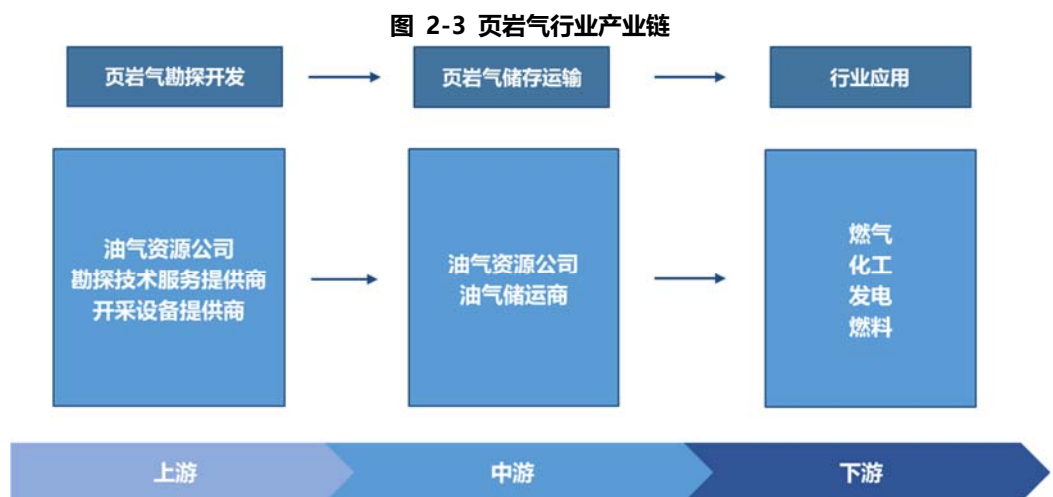 图 2-3 页岩气行业产业链
页岩气勘探开发
页岩气储存运输
行业应用
油气资源公司
勘探技术服务提供商
开采设备提供商
油气资源公司
油气储运商
燃气
化工
发电
燃料
上游
中游
下游